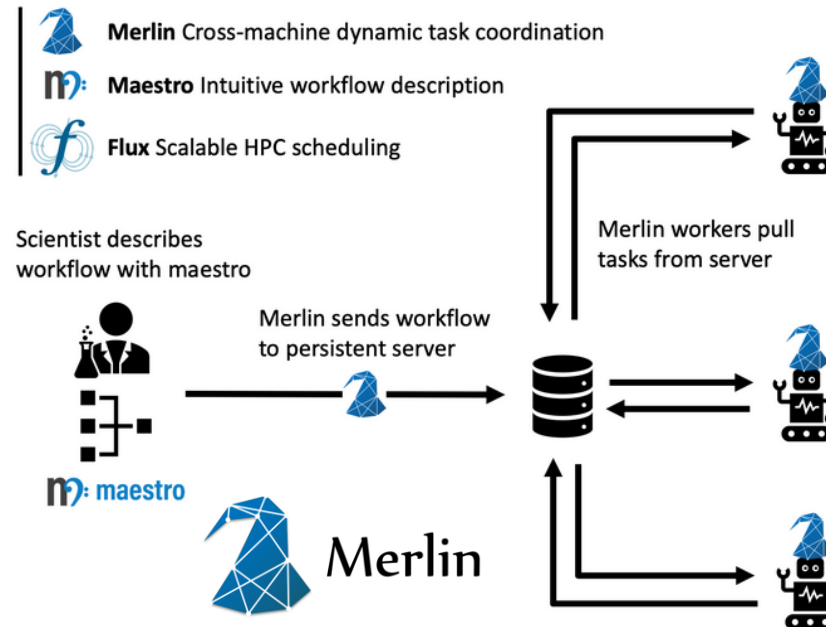 Merlin Cross-machine dynamic task coordination
Maestro Intuitive workflow description
Flux Scalable HPC scheduling
Scientist describes
workflow with maestro
Merlin sends workflow
to persistent server
Merlin workers pull
tasks from server
maestro
Merlin